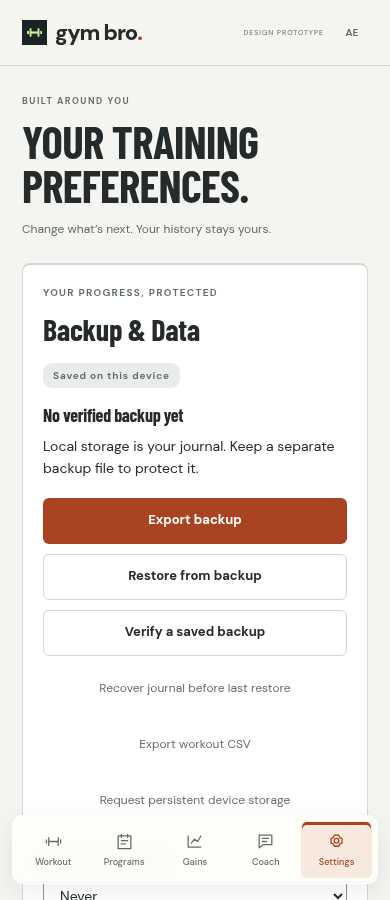 gym bro.
DESIGN PROTOTYPE
AE
BUILT AROUND YOU
YOUR TRAINING
PREFERENCES.
Change what's next. Your history stays yours.
YOUR PROGRESS, PROTECTED
Backup & Data
Saved on this device
No verified backup yet
Local storage is your journal. Keep a separate
backup file to protect it.
Export backup
Restore from backup
Verify a saved backup
Recover journal before last restore
Export workout CSV
Request persistent device storage
Workout
Programs
Gains
Coach
Settings
Never